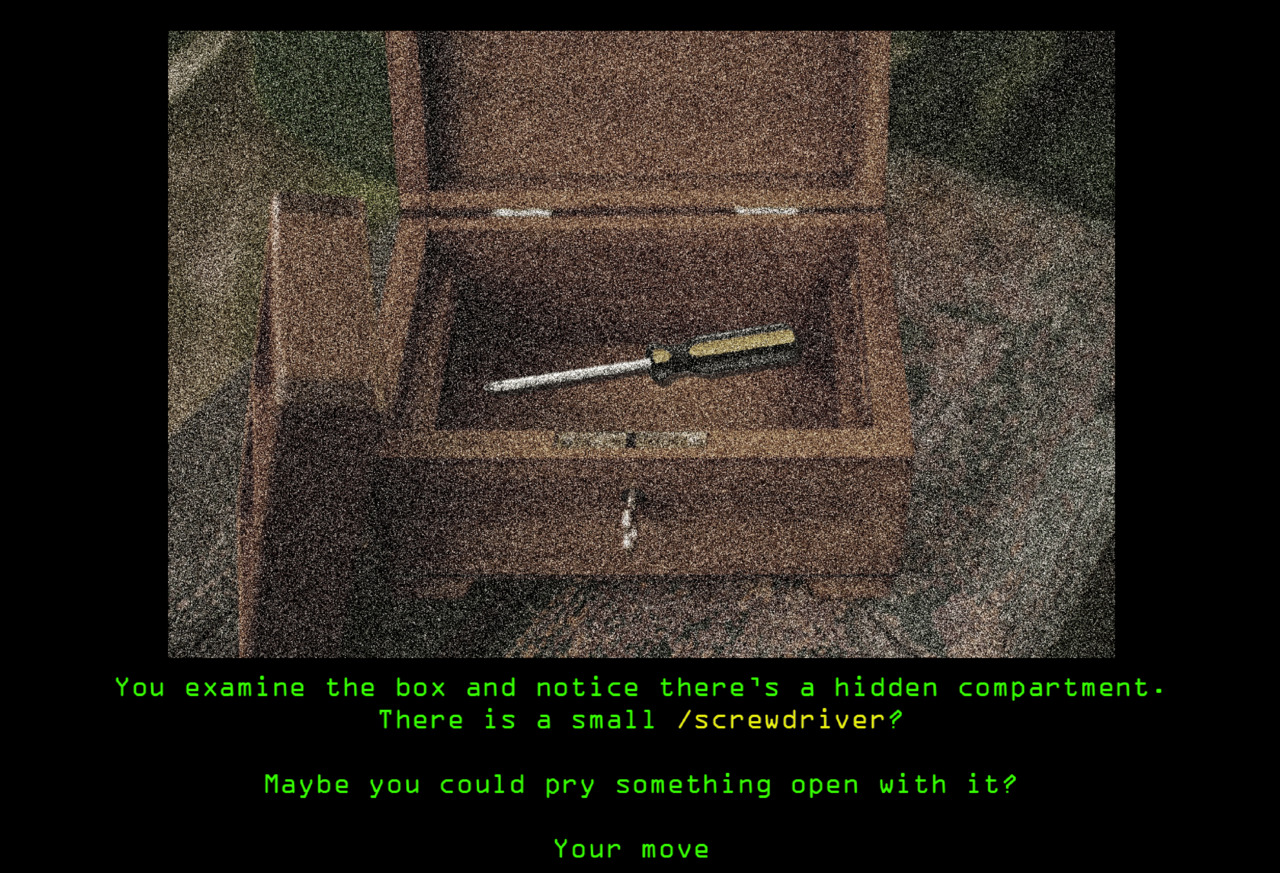 You examine the box and notice there's a hidden compartment.
There is a small /screwdriver?
Maybe you could pry something open with it?
Your move